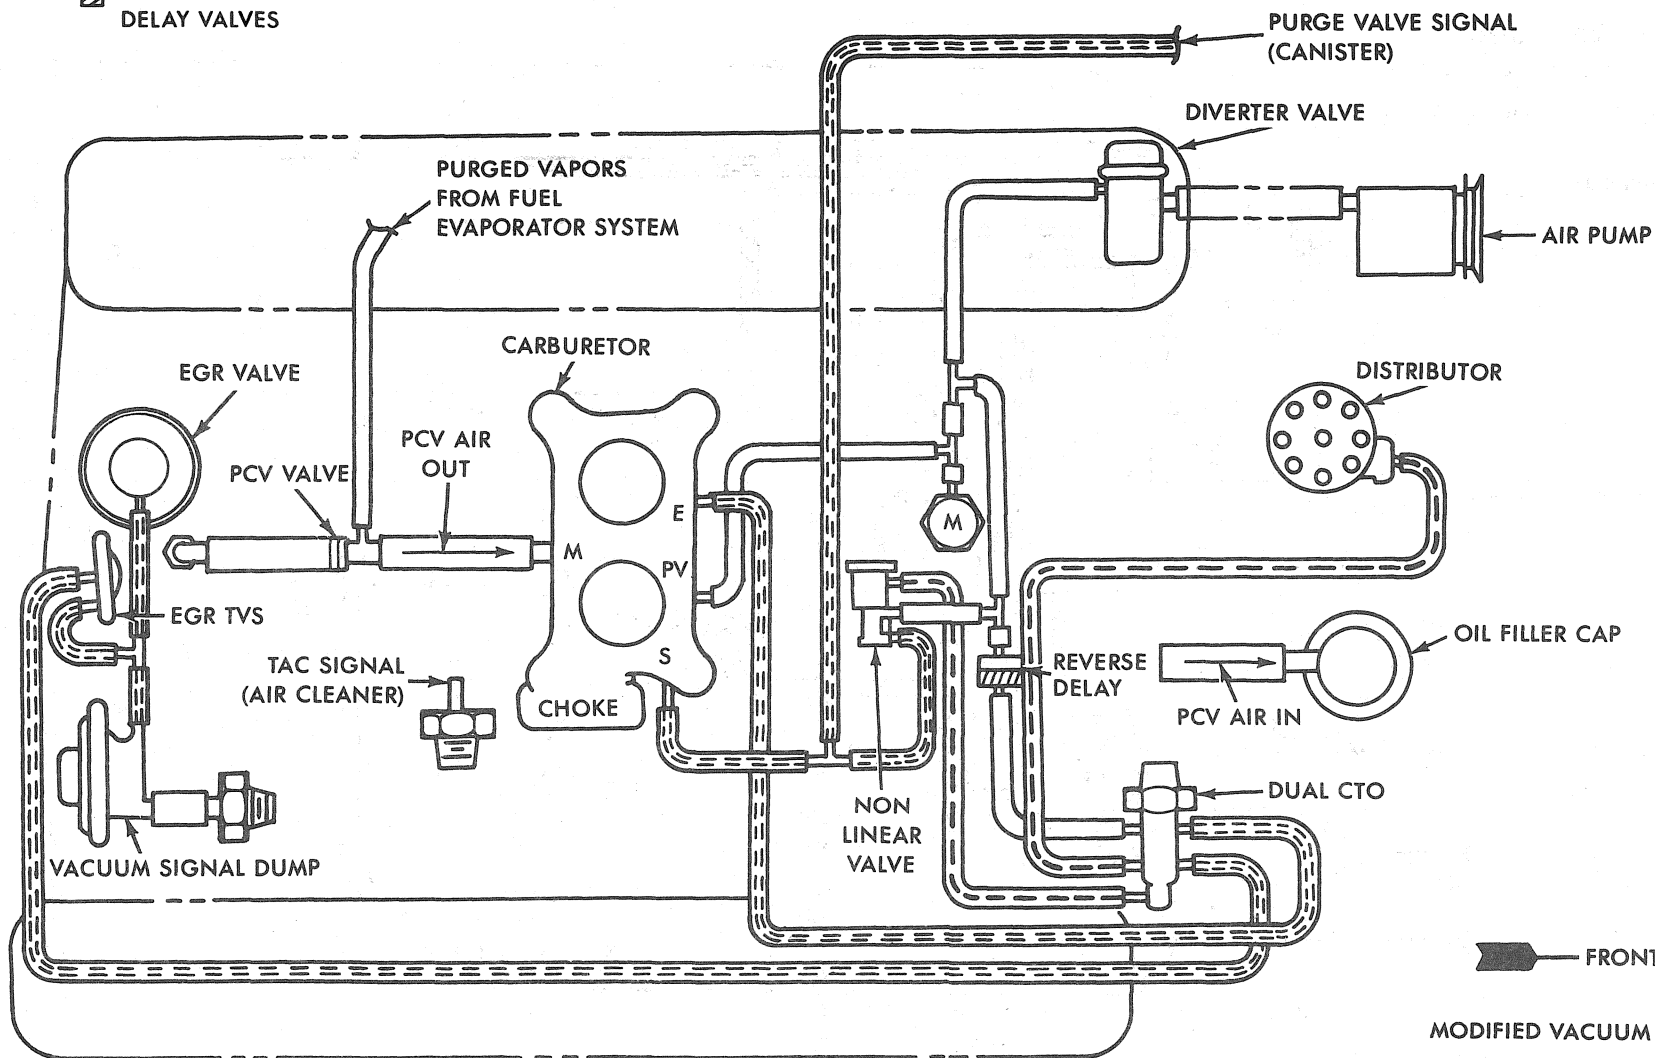 DELAY VALVES
PURGE VALVE SIGNAL
(CANISTER)
DIVERTER VALVE
PURGED VAPORS
FROM FUEL
EVAPORATOR SYSTEM
AIR PUMP
CARBURETOR
EGR VALVE
DISTRIBUTOR
PCV AIR
OUT
PCV VALVE
E
M
M
PV
EGR TVS
S
TAC SIGNAL
(AIR CLEANER)
CHOKE
REVERSE
DELAY
OIL FILLER CAP
PCV AIR IN
NON
LINEAR
VALVE
DUAL CTO
VACUUM SIGNAL DUMP
FRONT
MODIFIED VACUUM